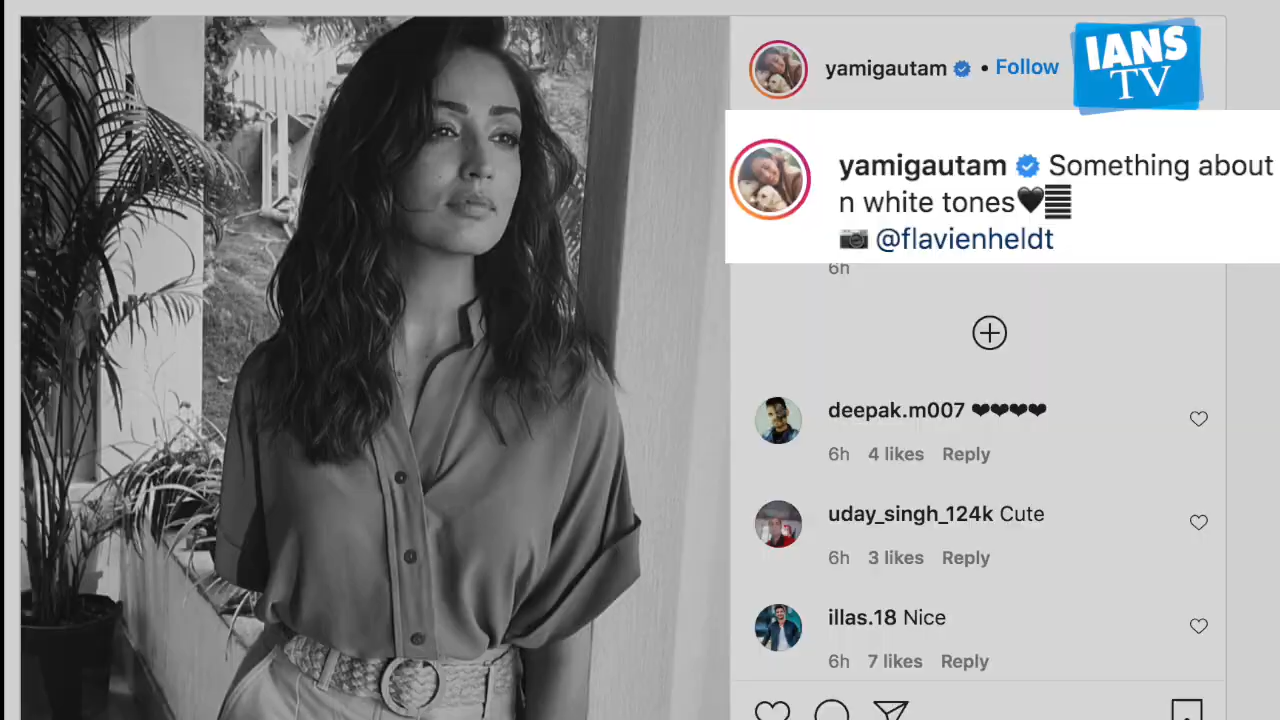 yamigautam • Follow
IANS
TV
yamigautam Something about
n white tones🖤
📷 @flavienheldt
6h
deepak.m007 ❤❤❤❤
6h 4 likes Reply
uday_singh_124k Cute
6h 3 likes Reply
illas.18 Nice
6h 7 likes Reply